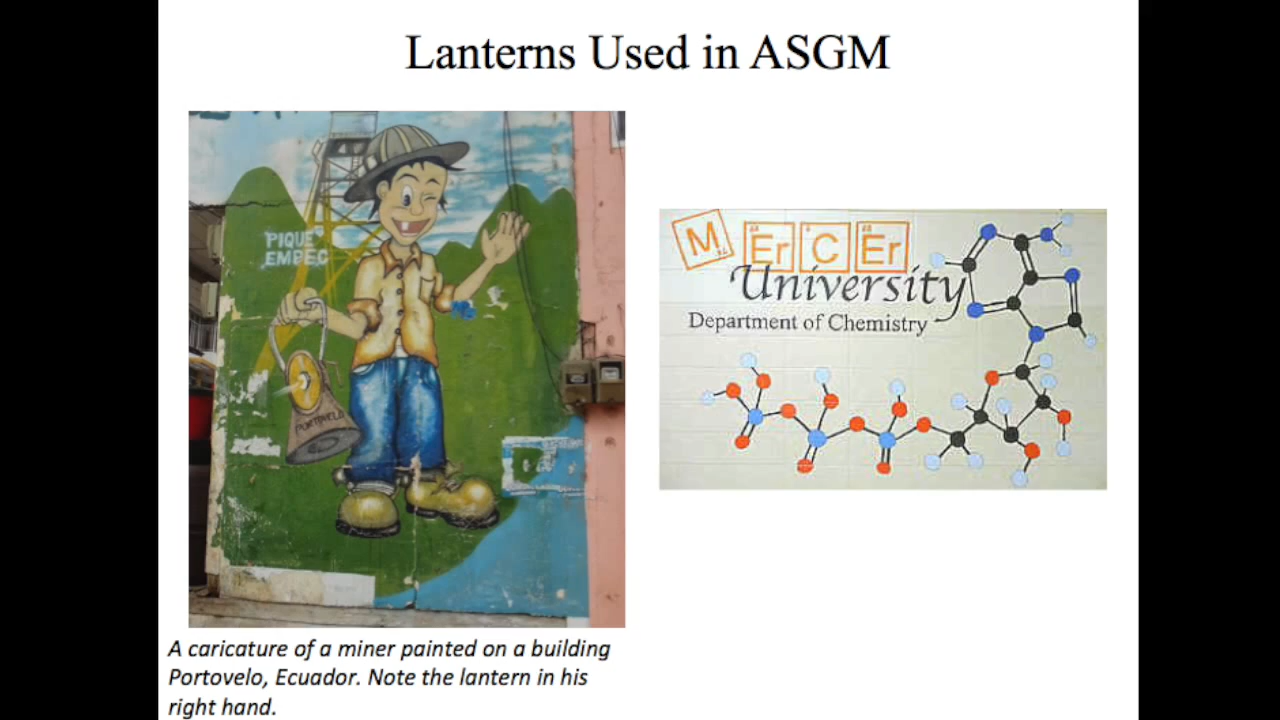 Lanterns Used in ASGM
PIQUE
EMPEC
PORTOVELO
M Er C Er
University
Department of Chemistry
A caricature of a miner painted on a building
Portovelo, Ecuador. Note the lantern in his
right hand.